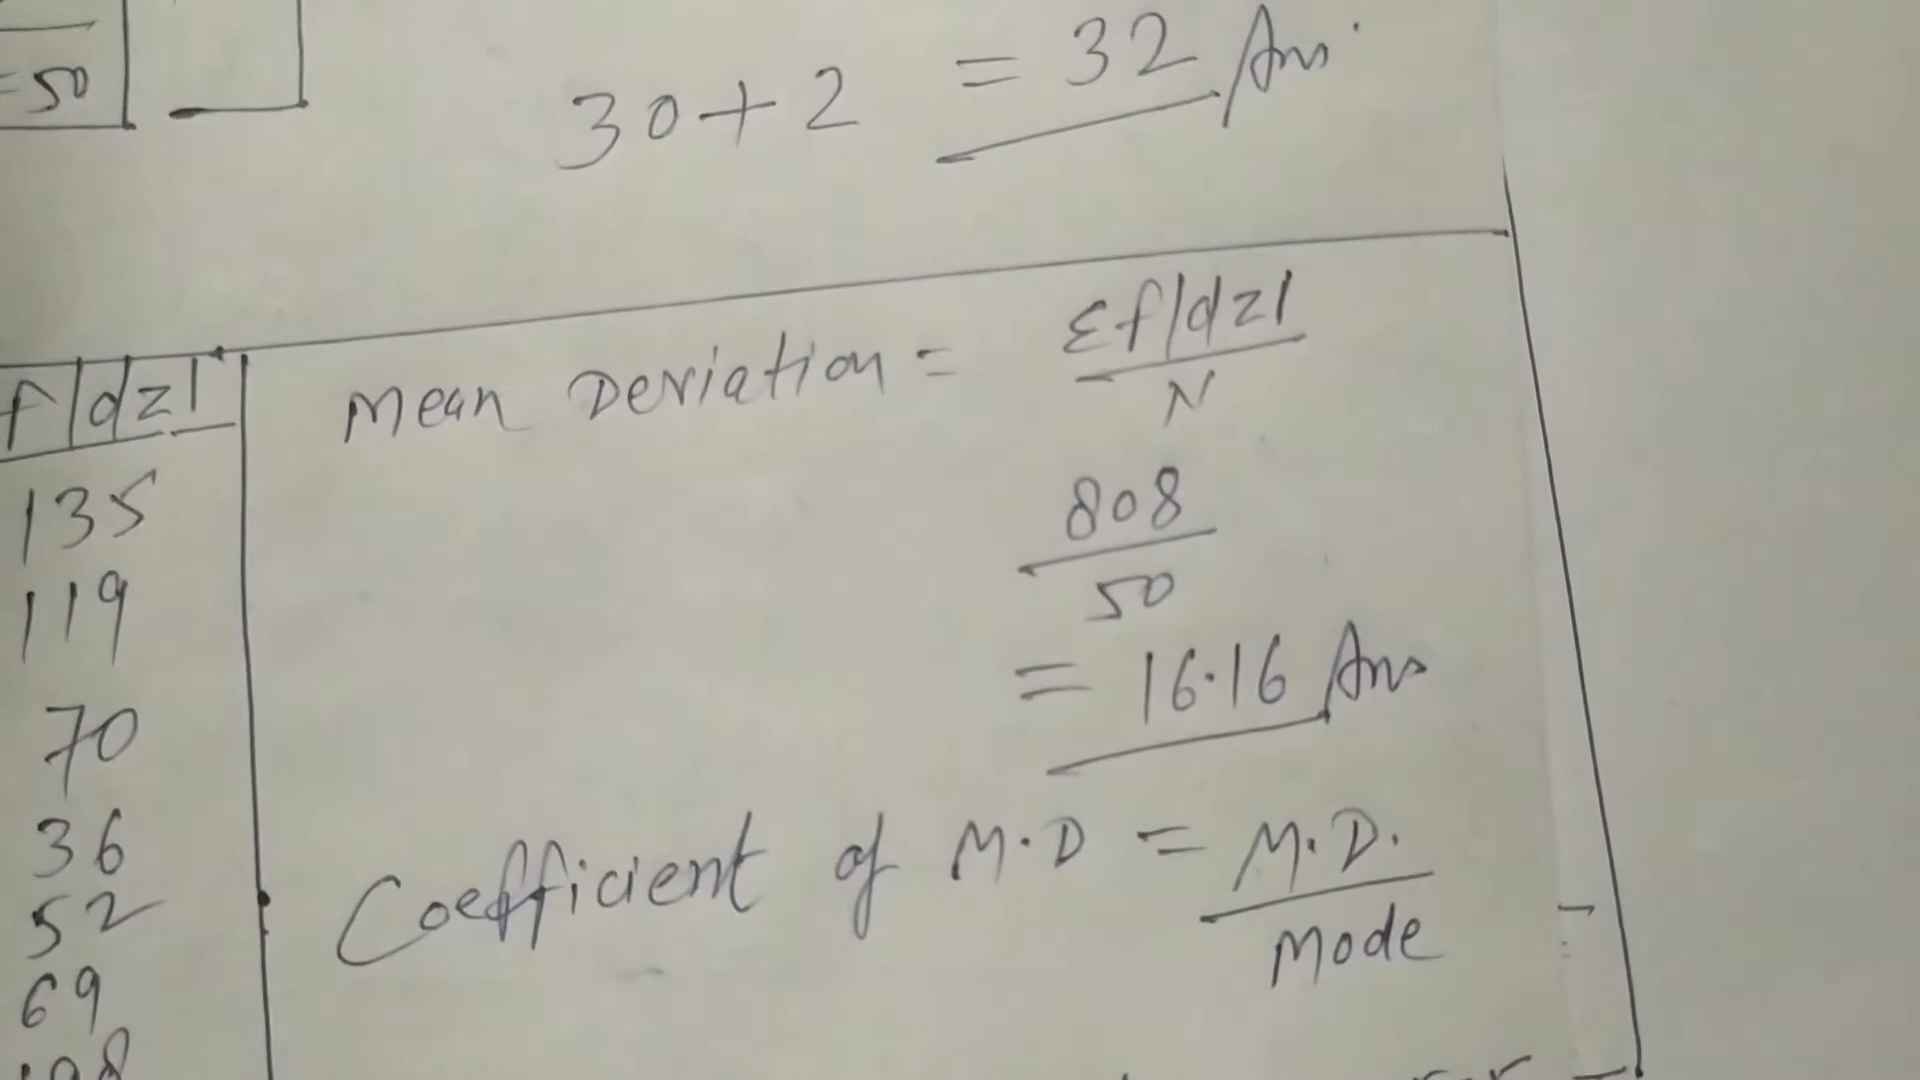 = 50
30+2 = 32 Ans.
f|dz|
135
119
70
36
52
69
Mean Deviation = Σf|dz|
N
808
50
= 16.16 Ans
Coefficient of M.D = M.D.
Mode